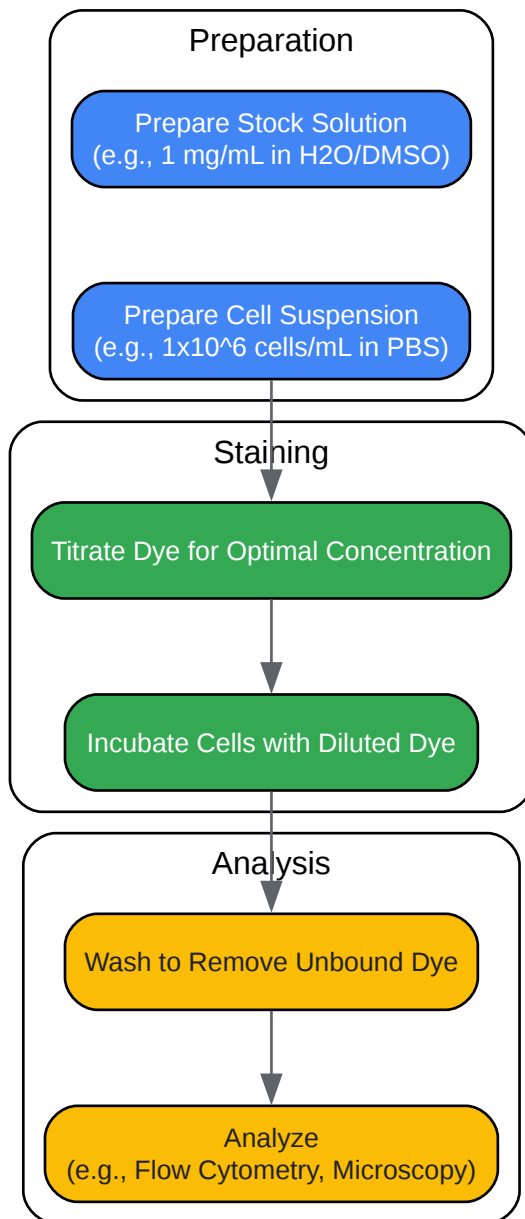 Preparation
Prepare Stock Solution
(e.g., 1 mg/mL in H2O/DMSO)
Prepare Cell Suspension
(e.g., 1x10^6 cells/mL in PBS)
Staining
Titrate Dye for Optimal Concentration
Incubate Cells with Diluted Dye
Analysis
Wash to Remove Unbound Dye
Analyze
(e.g., Flow Cytometry, Microscopy)